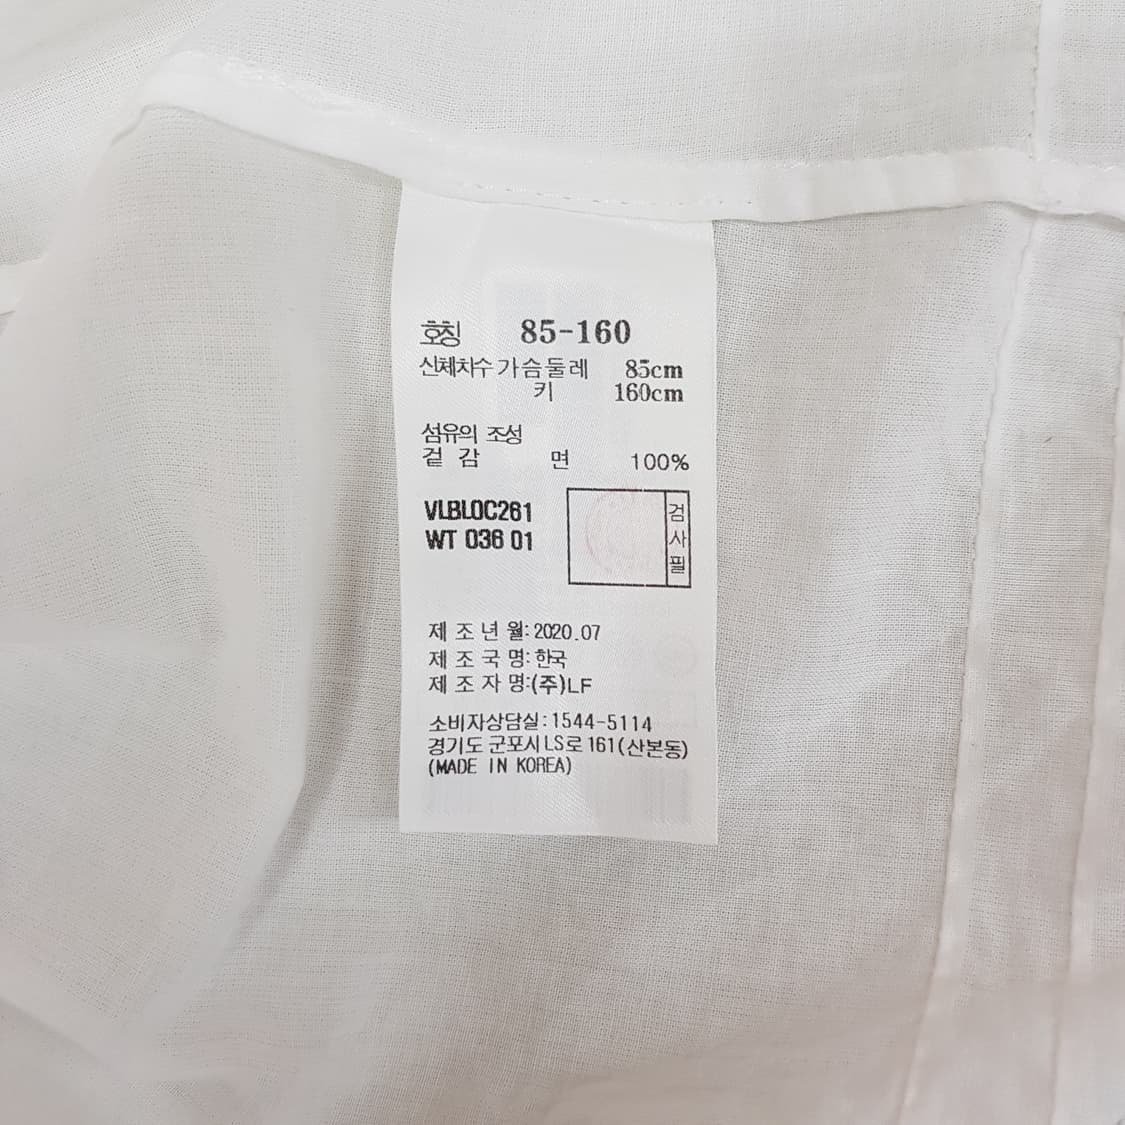 호칭 85-160
신체치수 가슴둘레 85cm
키 160cm
섬유의 조성
겉감 면 100%
VLBLOC261
WT 036 01
검사필
제조년월:2020.07
제조국명:한국
제조자명:(주)LF
소비자상담실:1544-5114
경기도 군포시 LS로 161(산본동)
(MADE IN KOREA)